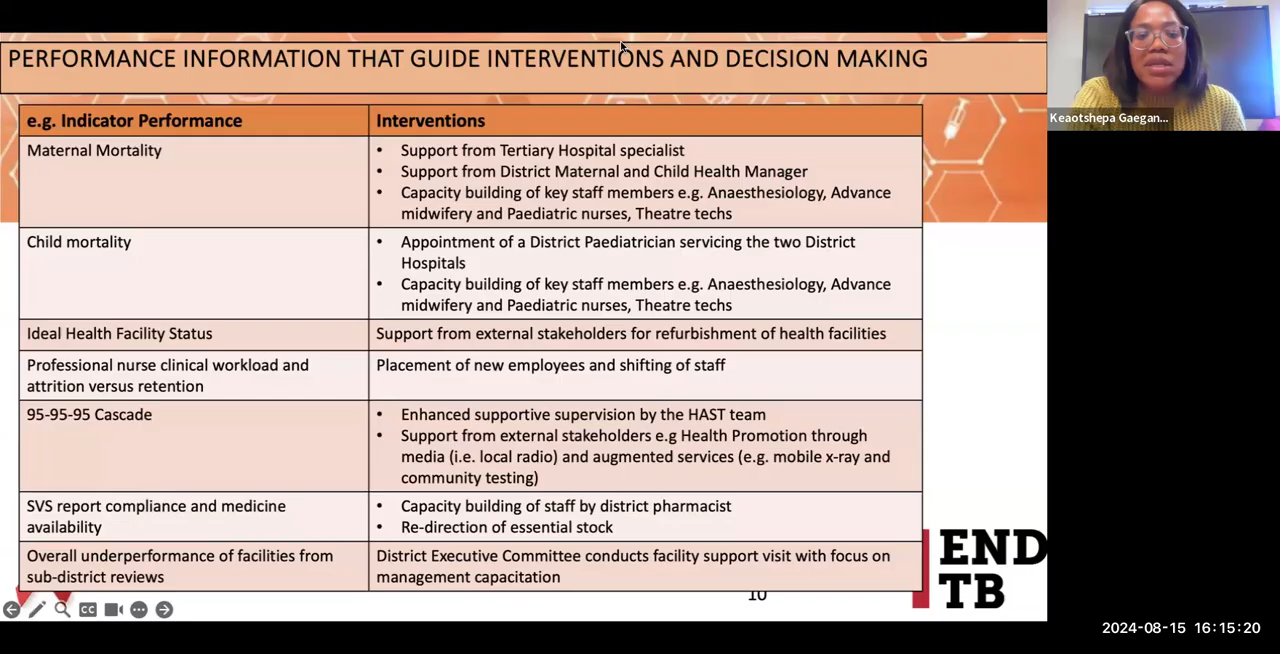 PERFORMANCE INFORMATION THAT GUIDE INTERVENTIONS AND DECISION MAKING
Keaotshepa Gaegan...
e.g. Indicator Performance
Interventions
Maternal Mortality
• Support from Tertiary Hospital specialist
• Support from District Maternal and Child Health Manager
• Capacity building of key staff members e.g. Anaesthesiology, Advance
midwifery and Paediatric nurses, Theatre techs
Child mortality
• Appointment of a District Paediatrician servicing the two District
Hospitals
• Capacity building of key staff members e.g. Anaesthesiology, Advance
midwifery and Paediatric nurses, Theatre techs
Ideal Health Facility Status
Support from external stakeholders for refurbishment of health facilities
Professional nurse clinical workload and
attrition versus retention
Placement of new employees and shifting of staff
95-95-95 Cascade
• Enhanced supportive supervision by the HAST team
• Support from external stakeholders e.g Health Promotion through
media (i.e. local radio) and augmented services (e.g. mobile x-ray and
community testing)
SVS report compliance and medicine
availability
• Capacity building of staff by district pharmacist
• Re-direction of essential stock
Overall underperformance of facilities from
sub-district reviews
District Executive Committee conducts facility support visit with focus on
management capacitation
END
TB
10
CC
2024-08-15 16:15:20